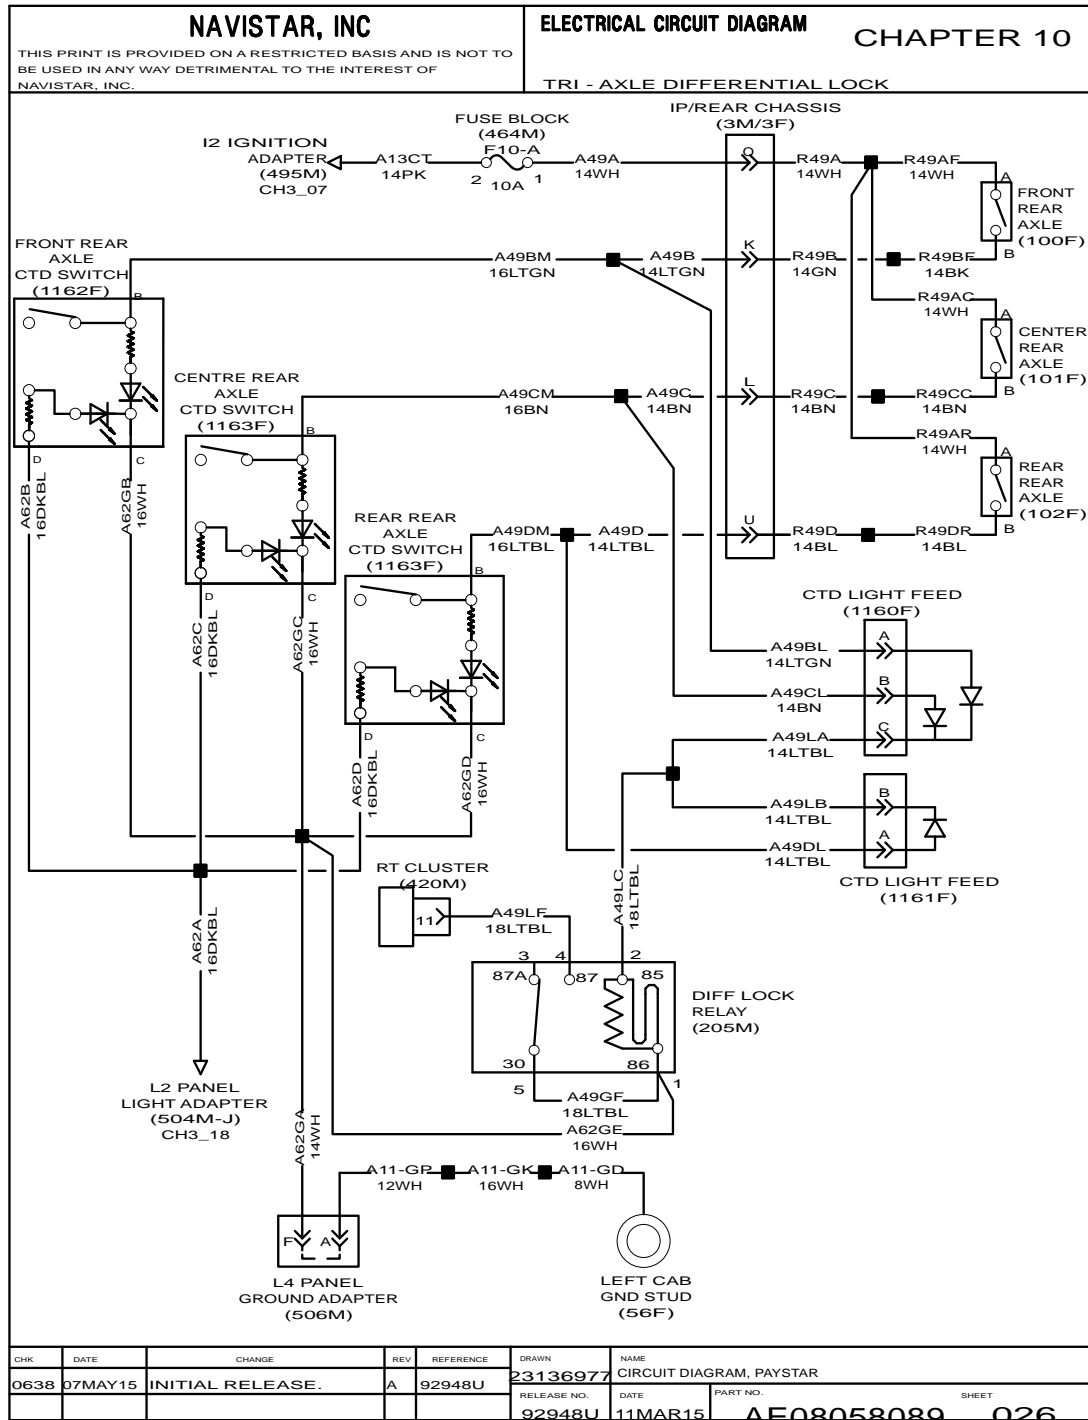 NAVISTAR, INC
THIS PRINT IS PROVIDED ON A RESTRICTED BASIS AND IS NOT TO
BE USED IN ANY WAY DETRIMENTAL TO THE INTEREST OF
NAVISTAR, INC.
ELECTRICAL CIRCUIT DIAGRAM
CHAPTER 10
TRI - AXLE DIFFERENTIAL LOCK
I2 IGNITION
ADAPTER
(495M)
CH3_07
A13CT
14PK
FUSE BLOCK
(464M)
F10-A
2 10A 1
A49A
14WH
IP/REAR CHASSIS
(3M/3F)
O
R49A
14WH
R49AF
14WH
A
FRONT
REAR
AXLE
(100F)
B
FRONT REAR
AXLE
CTD SWITCH
(1162F)
B
A49BM
16LTGN
A49B
14LTGN
K
R49B
14GN
R49BF
14BK
R49AC
14WH
A
CENTER
REAR
AXLE
(101F)
B
CENTRE REAR
AXLE
CTD SWITCH
(1163F)
B
A49CM
16BN
A49C
14BN
L
R49C
14BN
R49CC
14BN
R49AR
14WH
A
REAR
REAR
AXLE
(102F)
B
D
C
A62B
16DKBL
A62GB
16WH
REAR REAR
AXLE
CTD SWITCH
(1163F)
B
A49DM
16LTBL
A49D
14LTBL
U
R49D
14BL
R49DR
14BL
D
C
A62C
16DKBL
A62GC
16WH
CTD LIGHT FEED
(1160F)
A49BL
14LTGN
A
A49CL
14BN
B
A49LA
14LTBL
C
D
C
A62D
16DKBL
A62GD
16WH
A49LB
14LTBL
B
A49DL
14LTBL
A
CTD LIGHT FEED
(1161F)
RT CLUSTER
(420M)
11
A49LF
18LTBL
A49LC
18LTBL
A62A
16DKBL
3 4 2
87A 87 85
DIFF LOCK
RELAY
(205M)
30 86
5 1
A49GF
18LTBL
A62GE
16WH
L2 PANEL
LIGHT ADAPTER
(504M-J)
CH3_18
A62GA
14WH
A11-GP
12WH
A11-GK
16WH
A11-GD
8WH
F A
L4 PANEL
GROUND ADAPTER
(506M)
LEFT CAB
GND STUD
(56F)
CHK DATE CHANGE REV REFERENCE DRAWN NAME
0638 07MAY15 INITIAL RELEASE. A 92948U 23136977 CIRCUIT DIAGRAM, PAYSTAR
RELEASE NO. DATE PART NO. SHEET
92948U 11MAR15 AE08058089 026